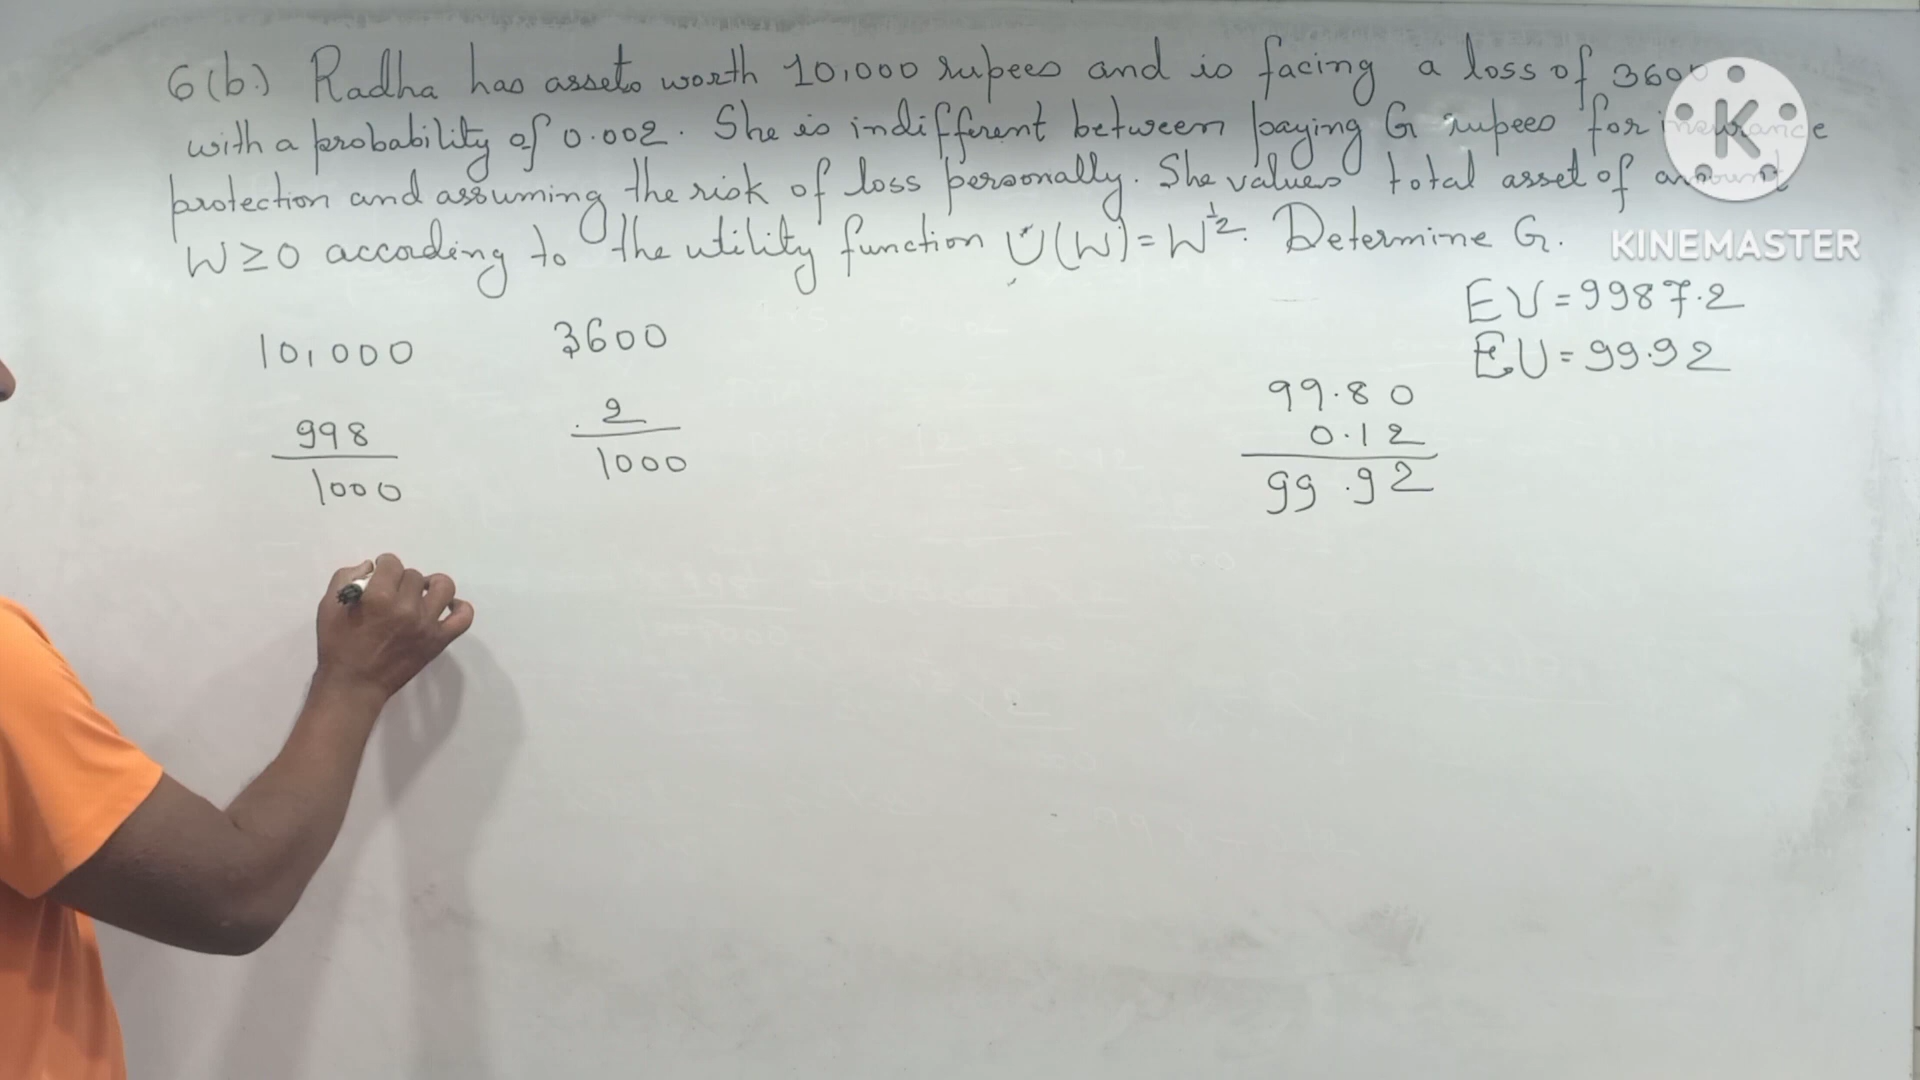 6(b.) Radha has assets worth 10,000 rupees and is facing a loss of 3600
with a probability of 0.002. She is indifferent between paying G rupees for insurance
protection and assuming the risk of loss personally. She values total asset of amount
W ≥ 0 according to the utility function U(W) = W^1/2. Determine G.
K
KINEMASTER
EV = 9987.2
EU = 99.92
10,000 3600
998/1000 2/1000
99.80
0.12
99.92